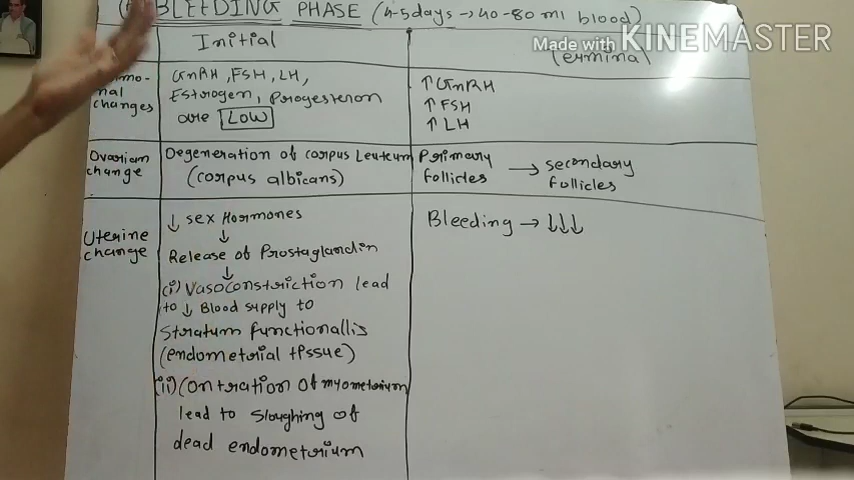 BLEEDING PHASE (4-5days → 40-80 ml blood)
Made with KINEMASTER
Initial
Terminal
changes
GnRH, FSH, LH,
Estrogen, Progesteron
are LOW
↑ GnRH
↑ FSH
↑ LH
Ovarian
change
Degeneration of corpus Leuteum
(corpus albicans)
Primary
follicles → secondary
follicles
Uterine
change
↓ sex Hormones
↓
Release of Prostaglandin
↓
(i) Vasoconstriction lead
to ↓ Blood supply to
Stratum functionallis
(endometrial tissue)
(ii) Contration of myometrium
lead to sloughing of
dead endometrium
Bleeding → ↓↓↓